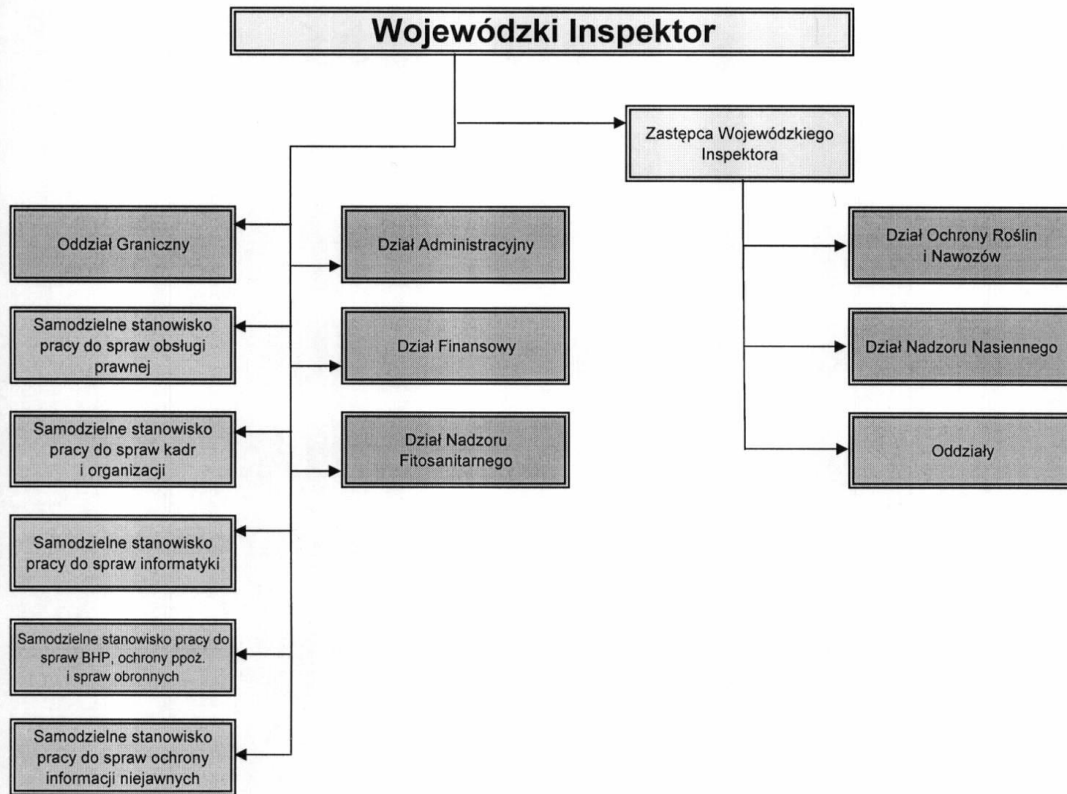 Wojewódzki Inspektor
Zastępca Wojewódzkiego
Inspektora
Oddział Graniczny
Samodzielne stanowisko
pracy do spraw obsługi
prawnej
Samodzielne stanowisko
pracy do spraw kadr
i organizacji
Samodzielne stanowisko
pracy do spraw informatyki
Samodzielne stanowisko pracy do
spraw BHP, ochrony ppoż.
i spraw obronnych
Samodzielne stanowisko
pracy do spraw ochrony
informacji niejawnych
Dział Administracyjny
Dział Finansowy
Dział Nadzoru
Fitosanitarnego
Dział Ochrony Roślin
i Nawozów
Dział Nadzoru Nasiennego
Oddziały